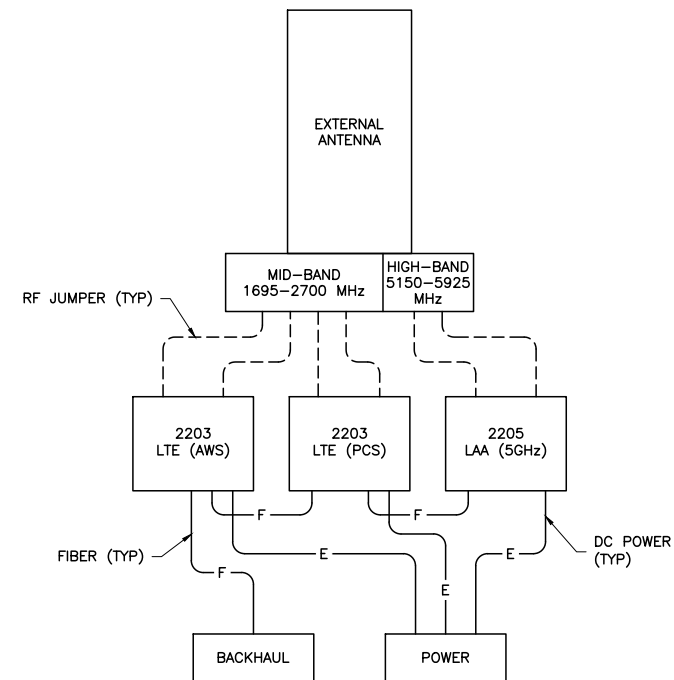 EXTERNAL
ANTENNA
MID-BAND
1695-2700 MHz
HIGH-BAND
5150-5925
MHz
RF JUMPER (TYP)
2203
LTE (AWS)
2203
LTE (PCS)
2205
LAA (5GHz)
F
F
FIBER (TYP)
E
E
DC POWER
(TYP)
F
E
BACKHAUL
POWER